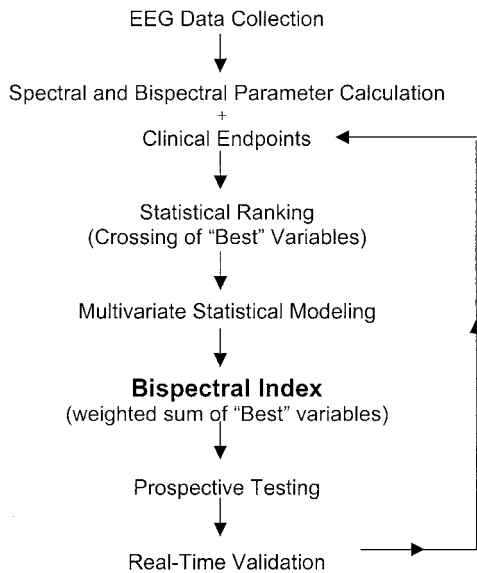 EEG Data Collection
Spectral and Bispectral Parameter Calculation
+
Clinical Endpoints
Statistical Ranking
(Crossing of “Best” Variables)
Multivariate Statistical Modeling
Bispectral Index
(weighted sum of “Best” variables)
Prospective Testing
Real-Time Validation